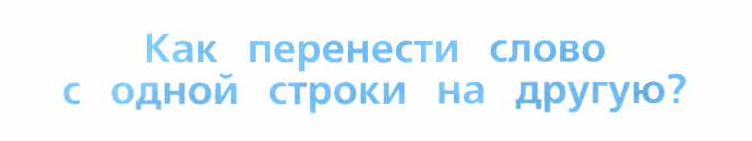 Как перенести слово
с одной строки на другую?